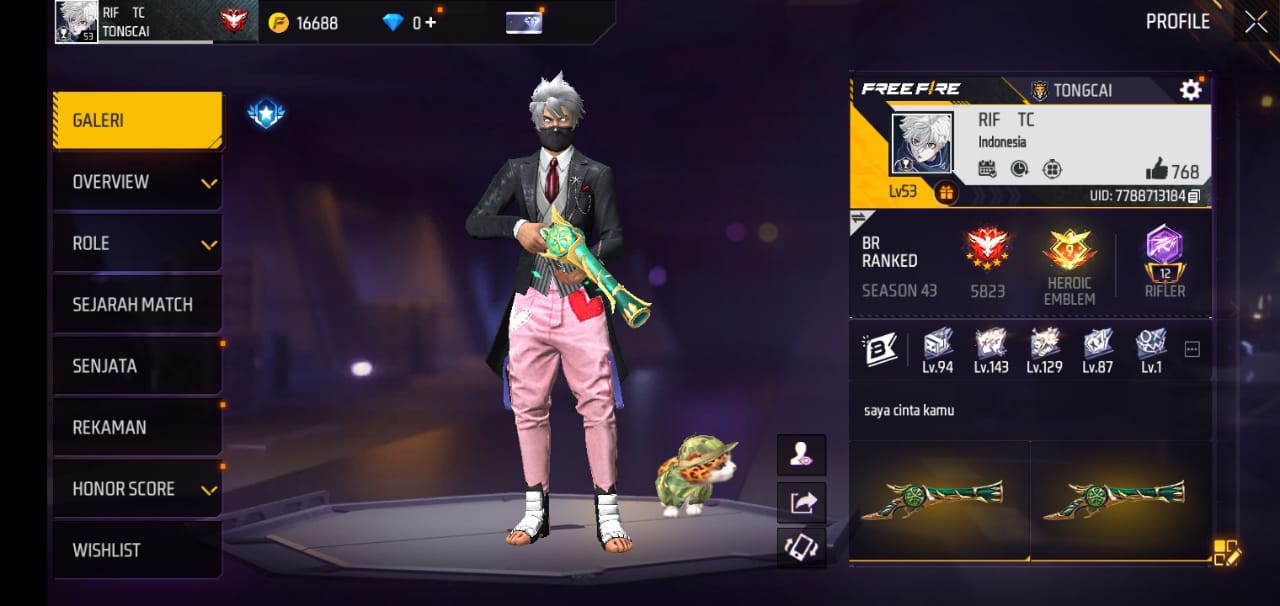 RIF TC
TONGCAI
53
16688
0 +
PROFILE
GALERI
OVERVIEW
ROLE
SEJARAH MATCH
SENJATA
REKAMAN
HONOR SCORE
WISHLIST
FREE FIRE
TONGCAI
RIF TC
Indonesia
768
Lv53
UID: 7788713184
BR
RANKED
SEASON 43
5823
9
HEROIC
EMBLEM
12
RIFLER
B
Lv.94
Lv.143
Lv.129
Lv.87
Lv.1
saya cinta kamu